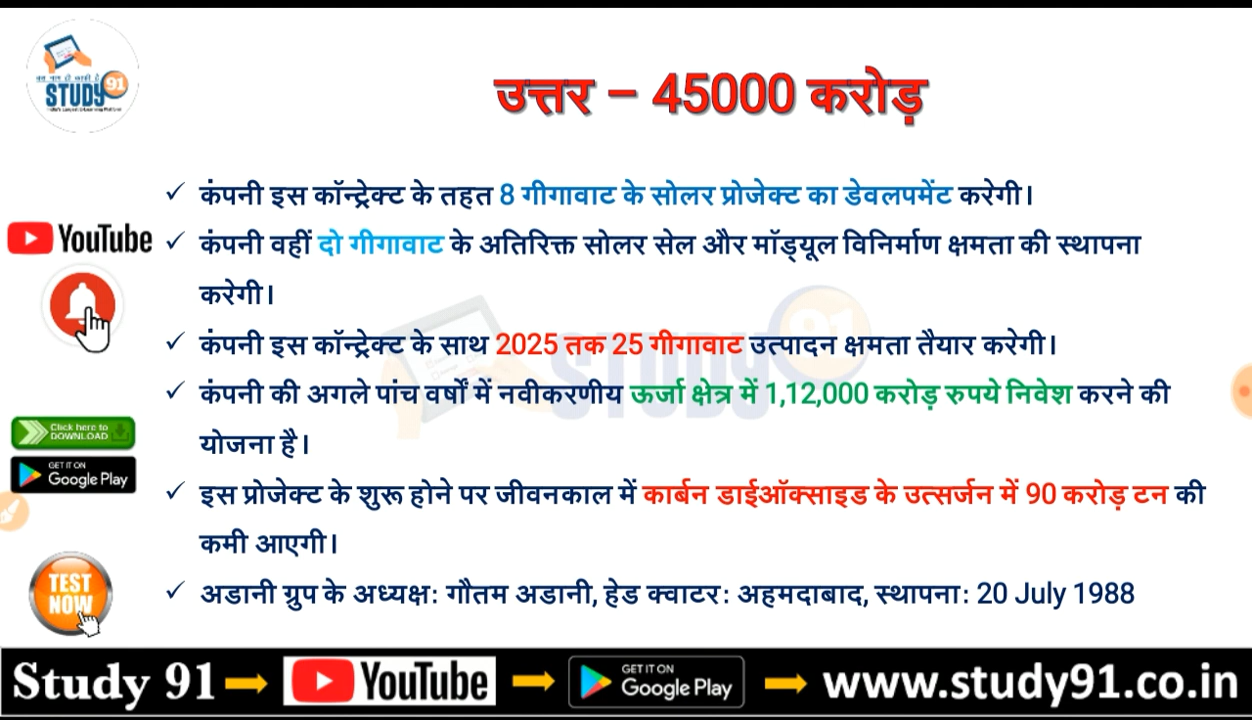 STUDY 91
उत्तर – 45000 करोड़
✓ कंपनी इस कॉन्ट्रेक्ट के तहत 8 गीगावाट के सोलर प्रोजेक्ट का डेवलपमेंट करेगी।
YouTube
✓ कंपनी वहीं दो गीगावाट के अतिरिक्त सोलर सेल और मॉड्यूल विनिर्माण क्षमता की स्थापना
करेगी।
✓ कंपनी इस कॉन्ट्रेक्ट के साथ 2025 तक 25 गीगावाट उत्पादन क्षमता तैयार करेगी।
STUDY 91
✓ कंपनी की अगले पांच वर्षों में नवीकरणीय ऊर्जा क्षेत्र में 1,12,000 करोड़ रुपये निवेश करने की
योजना है।
Click here to
DOWNLOAD
GET IT ON
Google Play
✓ इस प्रोजेक्ट के शुरू होने पर जीवनकाल में कार्बन डाईऑक्साइड के उत्सर्जन में 90 करोड़ टन की
कमी आएगी।
TEST
NOW
✓ अडानी ग्रुप के अध्यक्ष: गौतम अडानी, हेड क्वाटर: अहमदाबाद, स्थापना: 20 July 1988
Study 91 YouTube GET IT ON Google Play www.study91.co.in